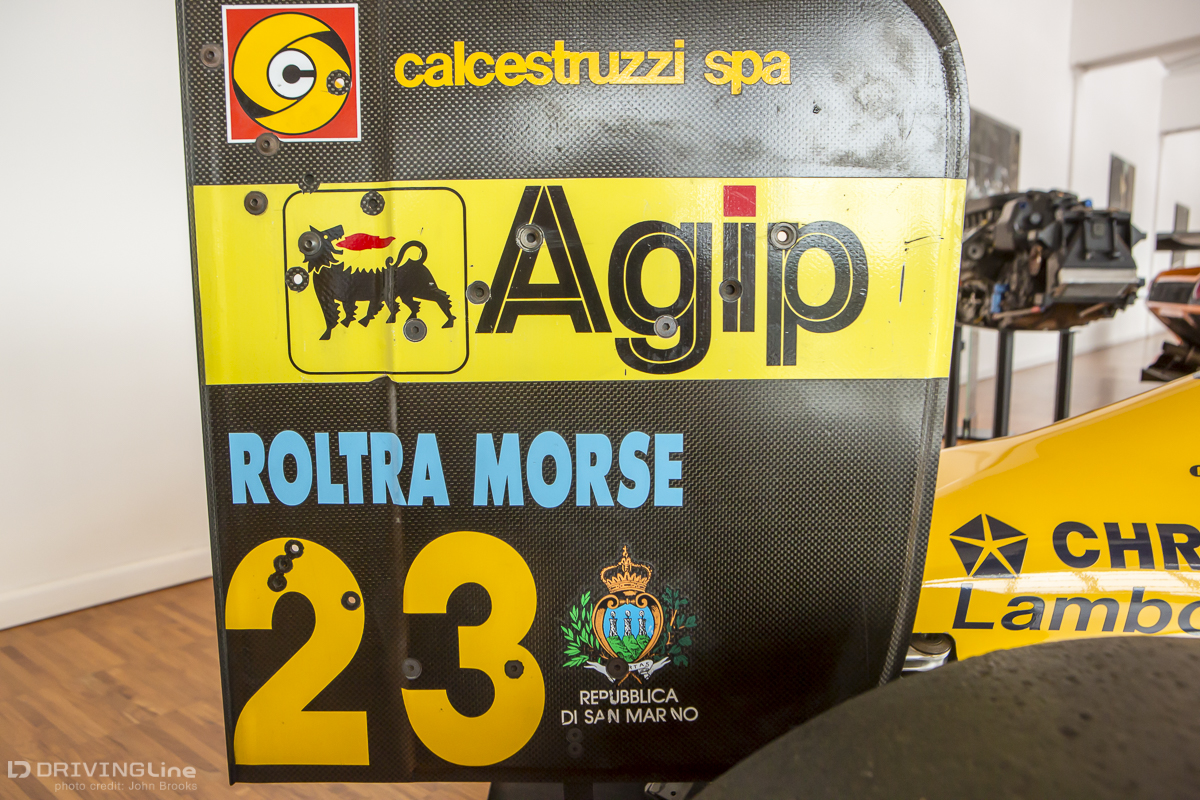 C
calcestruzzi spa
Agip
ROLTRA MORSE
23
REPUBBLICA
DI SAN MARINO
CHR
Lambo
DRIVINGLine
photo credit: John Brooks